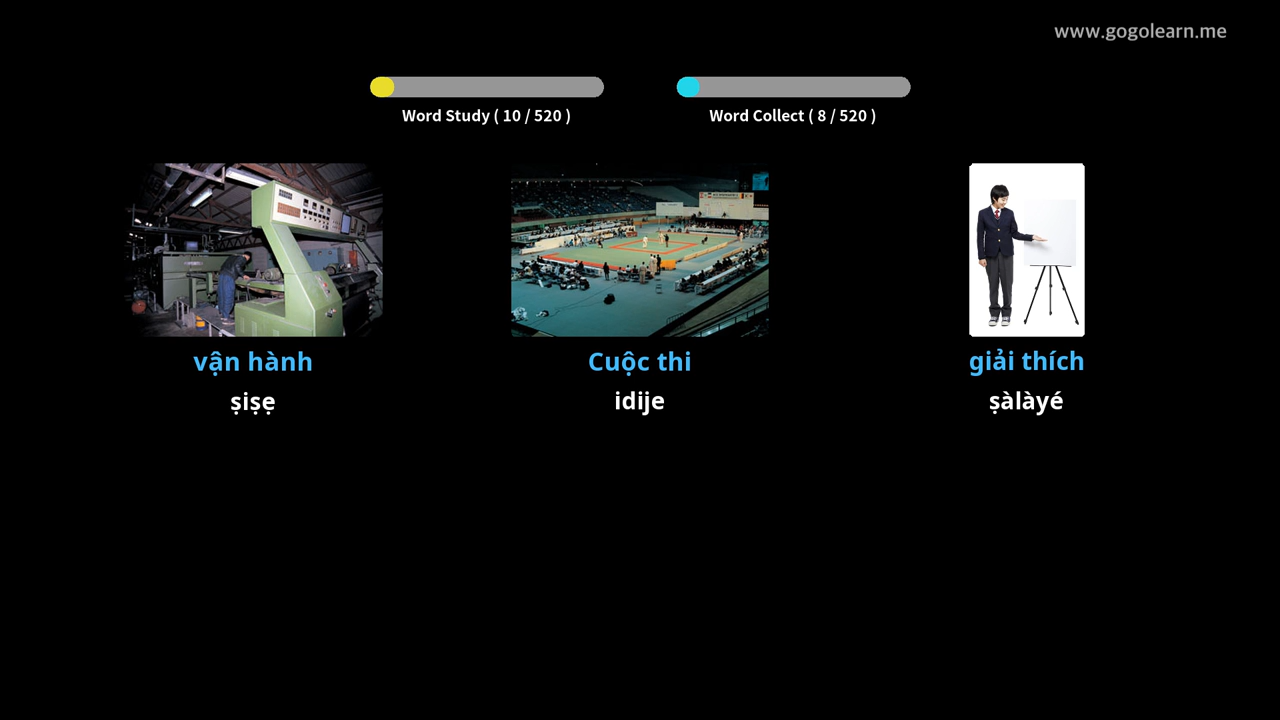 www.gogolearn.me
Word Study ( 10 / 520 )
Word Collect ( 8 / 520 )
vận hành
Cuộc thi
giải thích
ṣiṣẹ
idije
ṣàlàyé